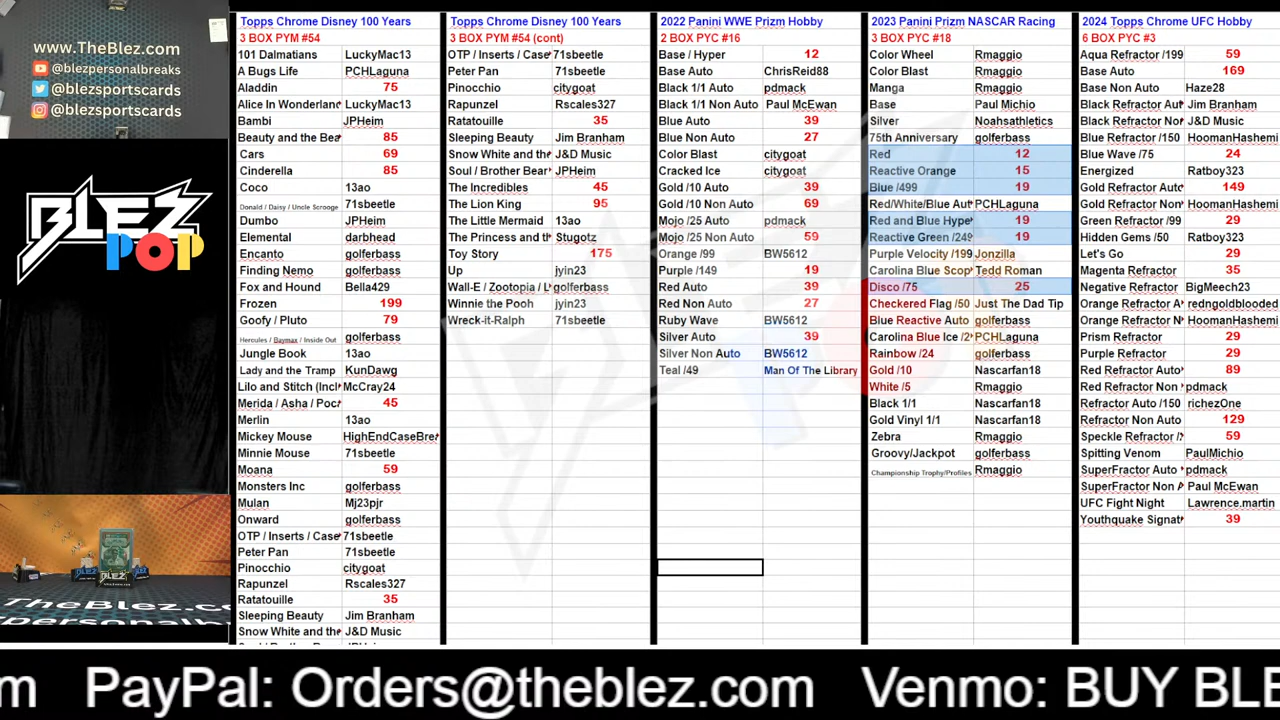 www.TheBlez.com
@blezpersonalbreaks
@blezsportscards
BLEZ
POP
BLEZ
BLEZ
BLEZ
TheBlez.co
Topps Chrome Disney 100 Years
3 BOX PYM #54
101 Dalmatians LuckyMac13
A Bugs Life PCHLaguna
Aladdin 75
Alice In Wonderlan LuckyMac13
Bambi JPHeim
Beauty and the Bea 85
Cars 69
Cinderella 85
Coco 13ao
Donald / Daisy / Uncle Scrooge 71sbeetle
Dumbo JPHeim
Elemental darbhead
Encanto golferbass
Finding Nemo golferbass
Fox and Hound Bella429
Frozen 199
Goofy / Pluto 79
Hercules / Baymax / Inside Out golferbass
Jungle Book 13ao
Lady and the Tramp KunDawg
Lilo and Stitch (Incl McCray24
Merida / Asha / Poc 45
Merlin 13ao
Mickey Mouse HighEndCaseBre
Minnie Mouse 71sbeetle
Moana 59
Monsters Inc golferbass
Mulan Mj23pjr
Onward golferbass
OTP / Inserts / Case 71sbeetle
Peter Pan 71sbeetle
Pinocchio citygoat
Rapunzel Rscales327
Ratatouille 35
Sleeping Beauty Jim Branham
Snow White and the J&D Music
Topps Chrome Disney 100 Years
3 BOX PYM #54 (cont)
OTP / Inserts / Case 71sbeetle
Peter Pan 71sbeetle
Pinocchio citygoat
Rapunzel Rscales327
Ratatouille 35
Sleeping Beauty Jim Branham
Snow White and the J&D Music
Soul / Brother Bear JPHeim
The Incredibles 45
The Lion King 95
The Little Mermaid 13ao
The Princess and th Stugotz
Toy Story 175
Up jyin23
Wall-E / Zootopia / L golferbass
Winnie the Pooh jyin23
Wreck-it-Ralph 71sbeetle
2022 Panini WWE Prizm Hobby
2 BOX PYC #16
Base / Hyper 12
Base Auto ChrisReid88
Black 1/1 Auto pdmack
Black 1/1 Non Auto Paul McEwan
Blue Auto 39
Blue Non Auto 27
Color Blast citygoat
Cracked Ice citygoat
Gold /10 Auto 39
Gold /10 Non Auto 69
Mojo /25 Auto pdmack
Mojo /25 Non Auto 59
Orange /99 BW5612
Purple /149 19
Red Auto 39
Red Non Auto 27
Ruby Wave BW5612
Silver Auto 39
Silver Non Auto BW5612
Teal /49 Man Of The Library
2023 Panini Prizm NASCAR Racing
3 BOX PYC #18
Color Wheel Rmaggio
Color Blast Rmaggio
Manga Rmaggio
Base Paul Michio
Silver Noahsathletics
75th Anniversary golferbass
Red 12
Reactive Orange 15
Blue /499 19
Red/White/Blue Aut PCHLaguna
Red and Blue Hype 19
Reactive Green /249 19
Purple Velocity /199 Jonzilla
Carolina Blue Scop Tedd Roman
Disco /75 25
Checkered Flag /50 Just The Dad Tip
Blue Reactive Auto golferbass
Carolina Blue Ice /2 PCHLaguna
Rainbow /24 golferbass
Gold /10 Nascarfan18
White /5 Rmaggio
Black 1/1 Nascarfan18
Gold Vinyl 1/1 Nascarfan18
Zebra Rmaggio
Groovy/Jackpot golferbass
Championship Trophy/Profiles Rmaggio
2024 Topps Chrome UFC Hobby
6 BOX PYC #3
Aqua Refractor /199 59
Base Auto 169
Base Non Auto Haze28
Black Refractor Aut Jim Branham
Black Refractor No J&D Music
Blue Refractor /150 HoomanHashemi
Blue Wave /75 24
Energized Ratboy323
Gold Refractor Aut 149
Gold Refractor Non HoomanHashemi
Green Refractor /99 29
Hidden Gems /50 Ratboy323
Let's Go 29
Magenta Refractor 35
Negative Refractor BigMeech23
Orange Refractor A redngoldblooded
Orange Refractor N HoomanHashemi
Prism Refractor 29
Purple Refractor 29
Red Refractor Auto 89
Red Refractor Non pdmack
Refractor Auto /150 richezOne
Refractor Non Auto 129
Speckle Refractor /2 59
Spitting Venom PaulMichio
SuperFractor Auto pdmack
SuperFractor Non A Paul McEwan
UFC Fight Night Lawrence.martin
Youthquake Signat 39
m PayPal: Orders@theblez.com Venmo: BUY BLE